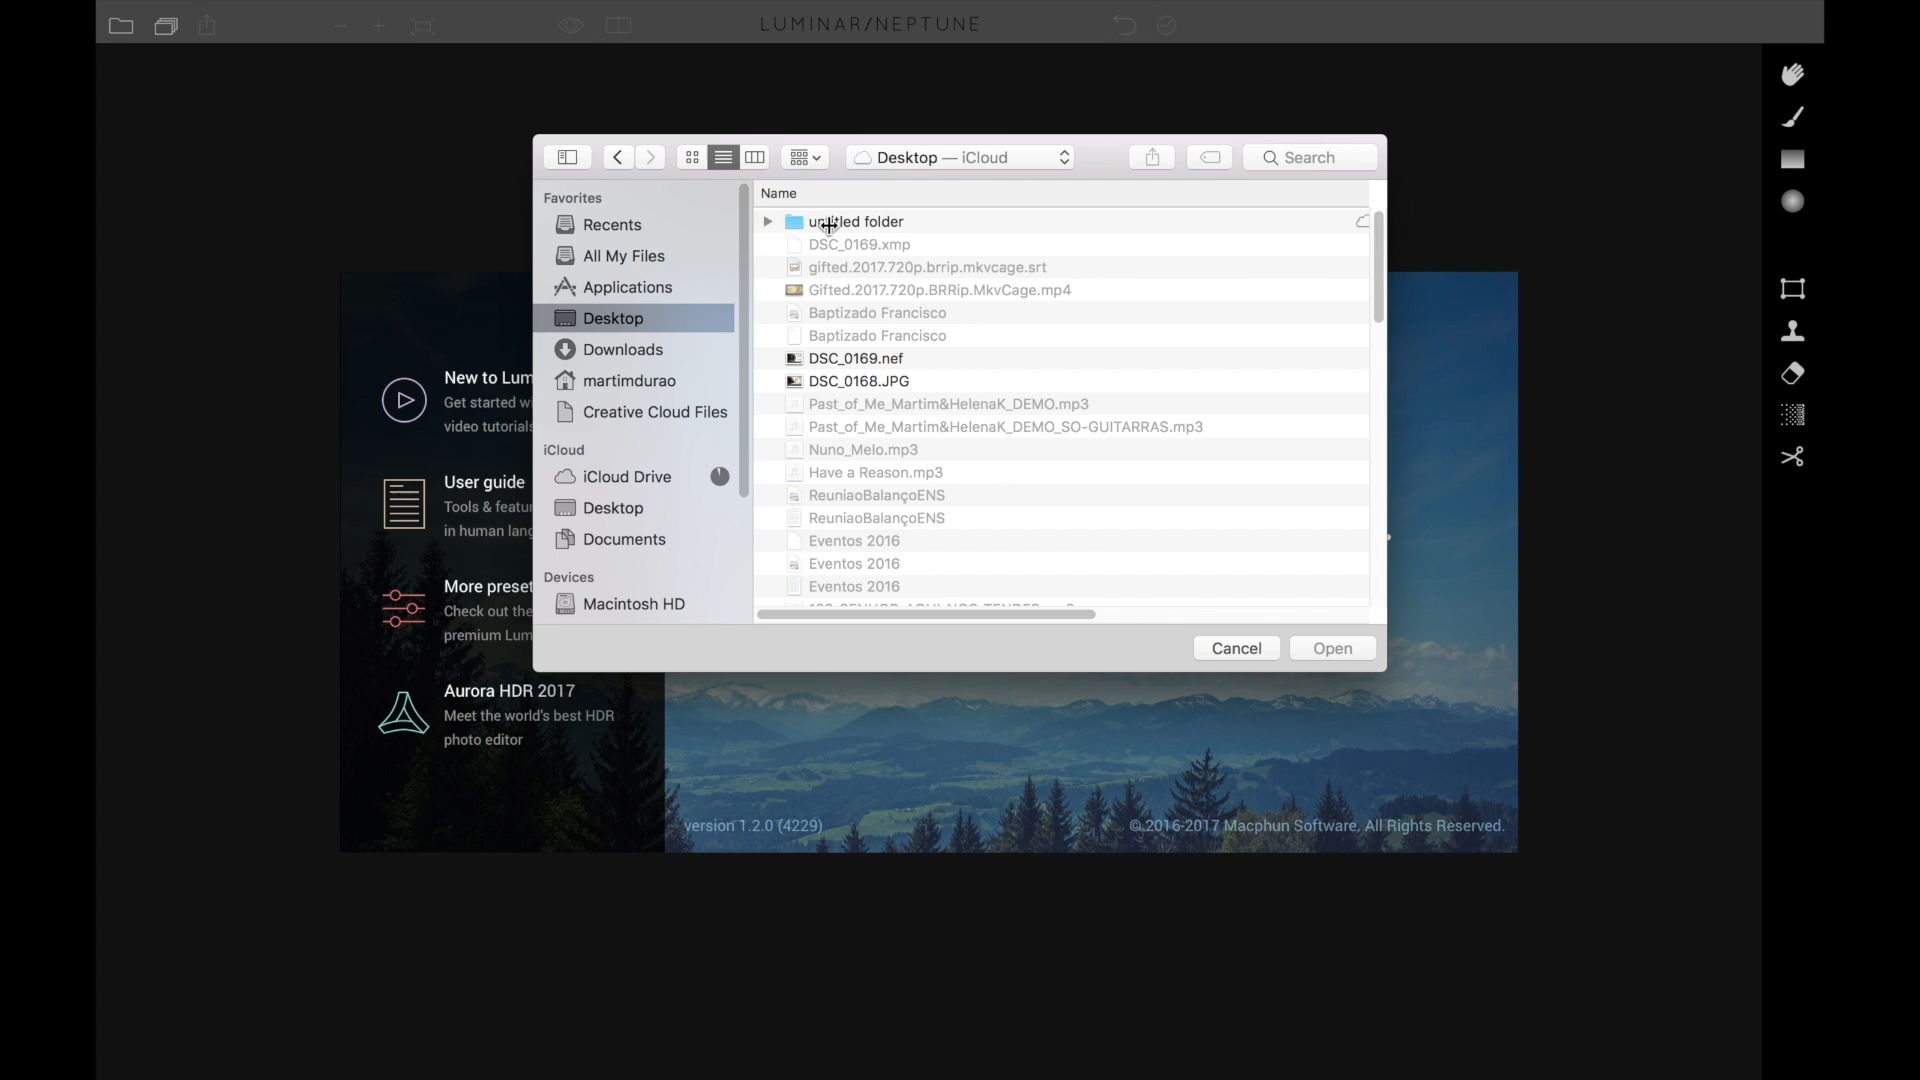 LUMINAR/NEPTUNE
Desktop — iCloud
Search
Favorites
Recents
All My Files
Applications
Desktop
Downloads
martimdurao
Creative Cloud Files
iCloud
iCloud Drive
Desktop
Documents
Devices
Macintosh HD
Name
untitled folder
DSC_0169.xmp
gifted.2017.720p.brrip.mkvcage.srt
Gifted.2017.720p.BRRip.MkvCage.mp4
Baptizado Francisco
Baptizado Francisco
DSC_0169.nef
DSC_0168.JPG
Past_of_Me_Martim&HelenaK_DEMO.mp3
Past_of_Me_Martim&HelenaK_DEMO_SO-GUITARRAS.mp3
Nuno_Melo.mp3
Have a Reason.mp3
ReuniaoBalançoENS
ReuniaoBalançoENS
Eventos 2016
Eventos 2016
Eventos 2016
Cancel
Open
New to Lum
Get started w
video tutorials
User guide
Tools & featur
in human lang
More preset
Check out the
premium Lum
Aurora HDR 2017
Meet the world's best HDR
photo editor
version 1.2.0 (4229)
© 2016-2017 Macphun Software. All Rights Reserved.